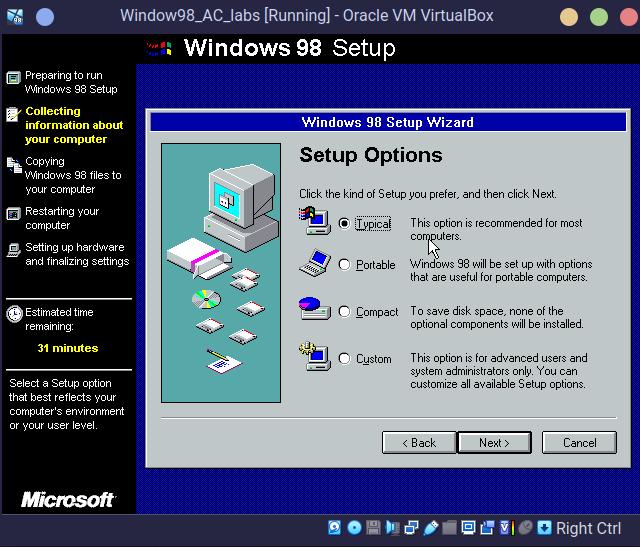 Window98_AC_labs [Running] - Oracle VM VirtualBox
Windows 98 Setup
Preparing to run
Windows 98 Setup
Collecting
information about
your computer
Copying
Windows 98 files to
your computer
Restarting your
computer
Setting up hardware
and finalizing settings
Estimated time
remaining:
31 minutes
Select a Setup option
that best reflects your
computer's environment
or your user level.
Microsoft
Windows 98 Setup Wizard
Setup Options
Click the kind of Setup you prefer, and then click Next.
Typical
This option is recommended for most
computers.
Portable
Windows 98 will be set up with options
that are useful for portable computers.
Compact
To save disk space, none of the
optional components will be installed.
Custom
This option is for advanced users and
system administrators only. You can
customize all available Setup options.
< Back
Next >
Cancel
Right Ctrl